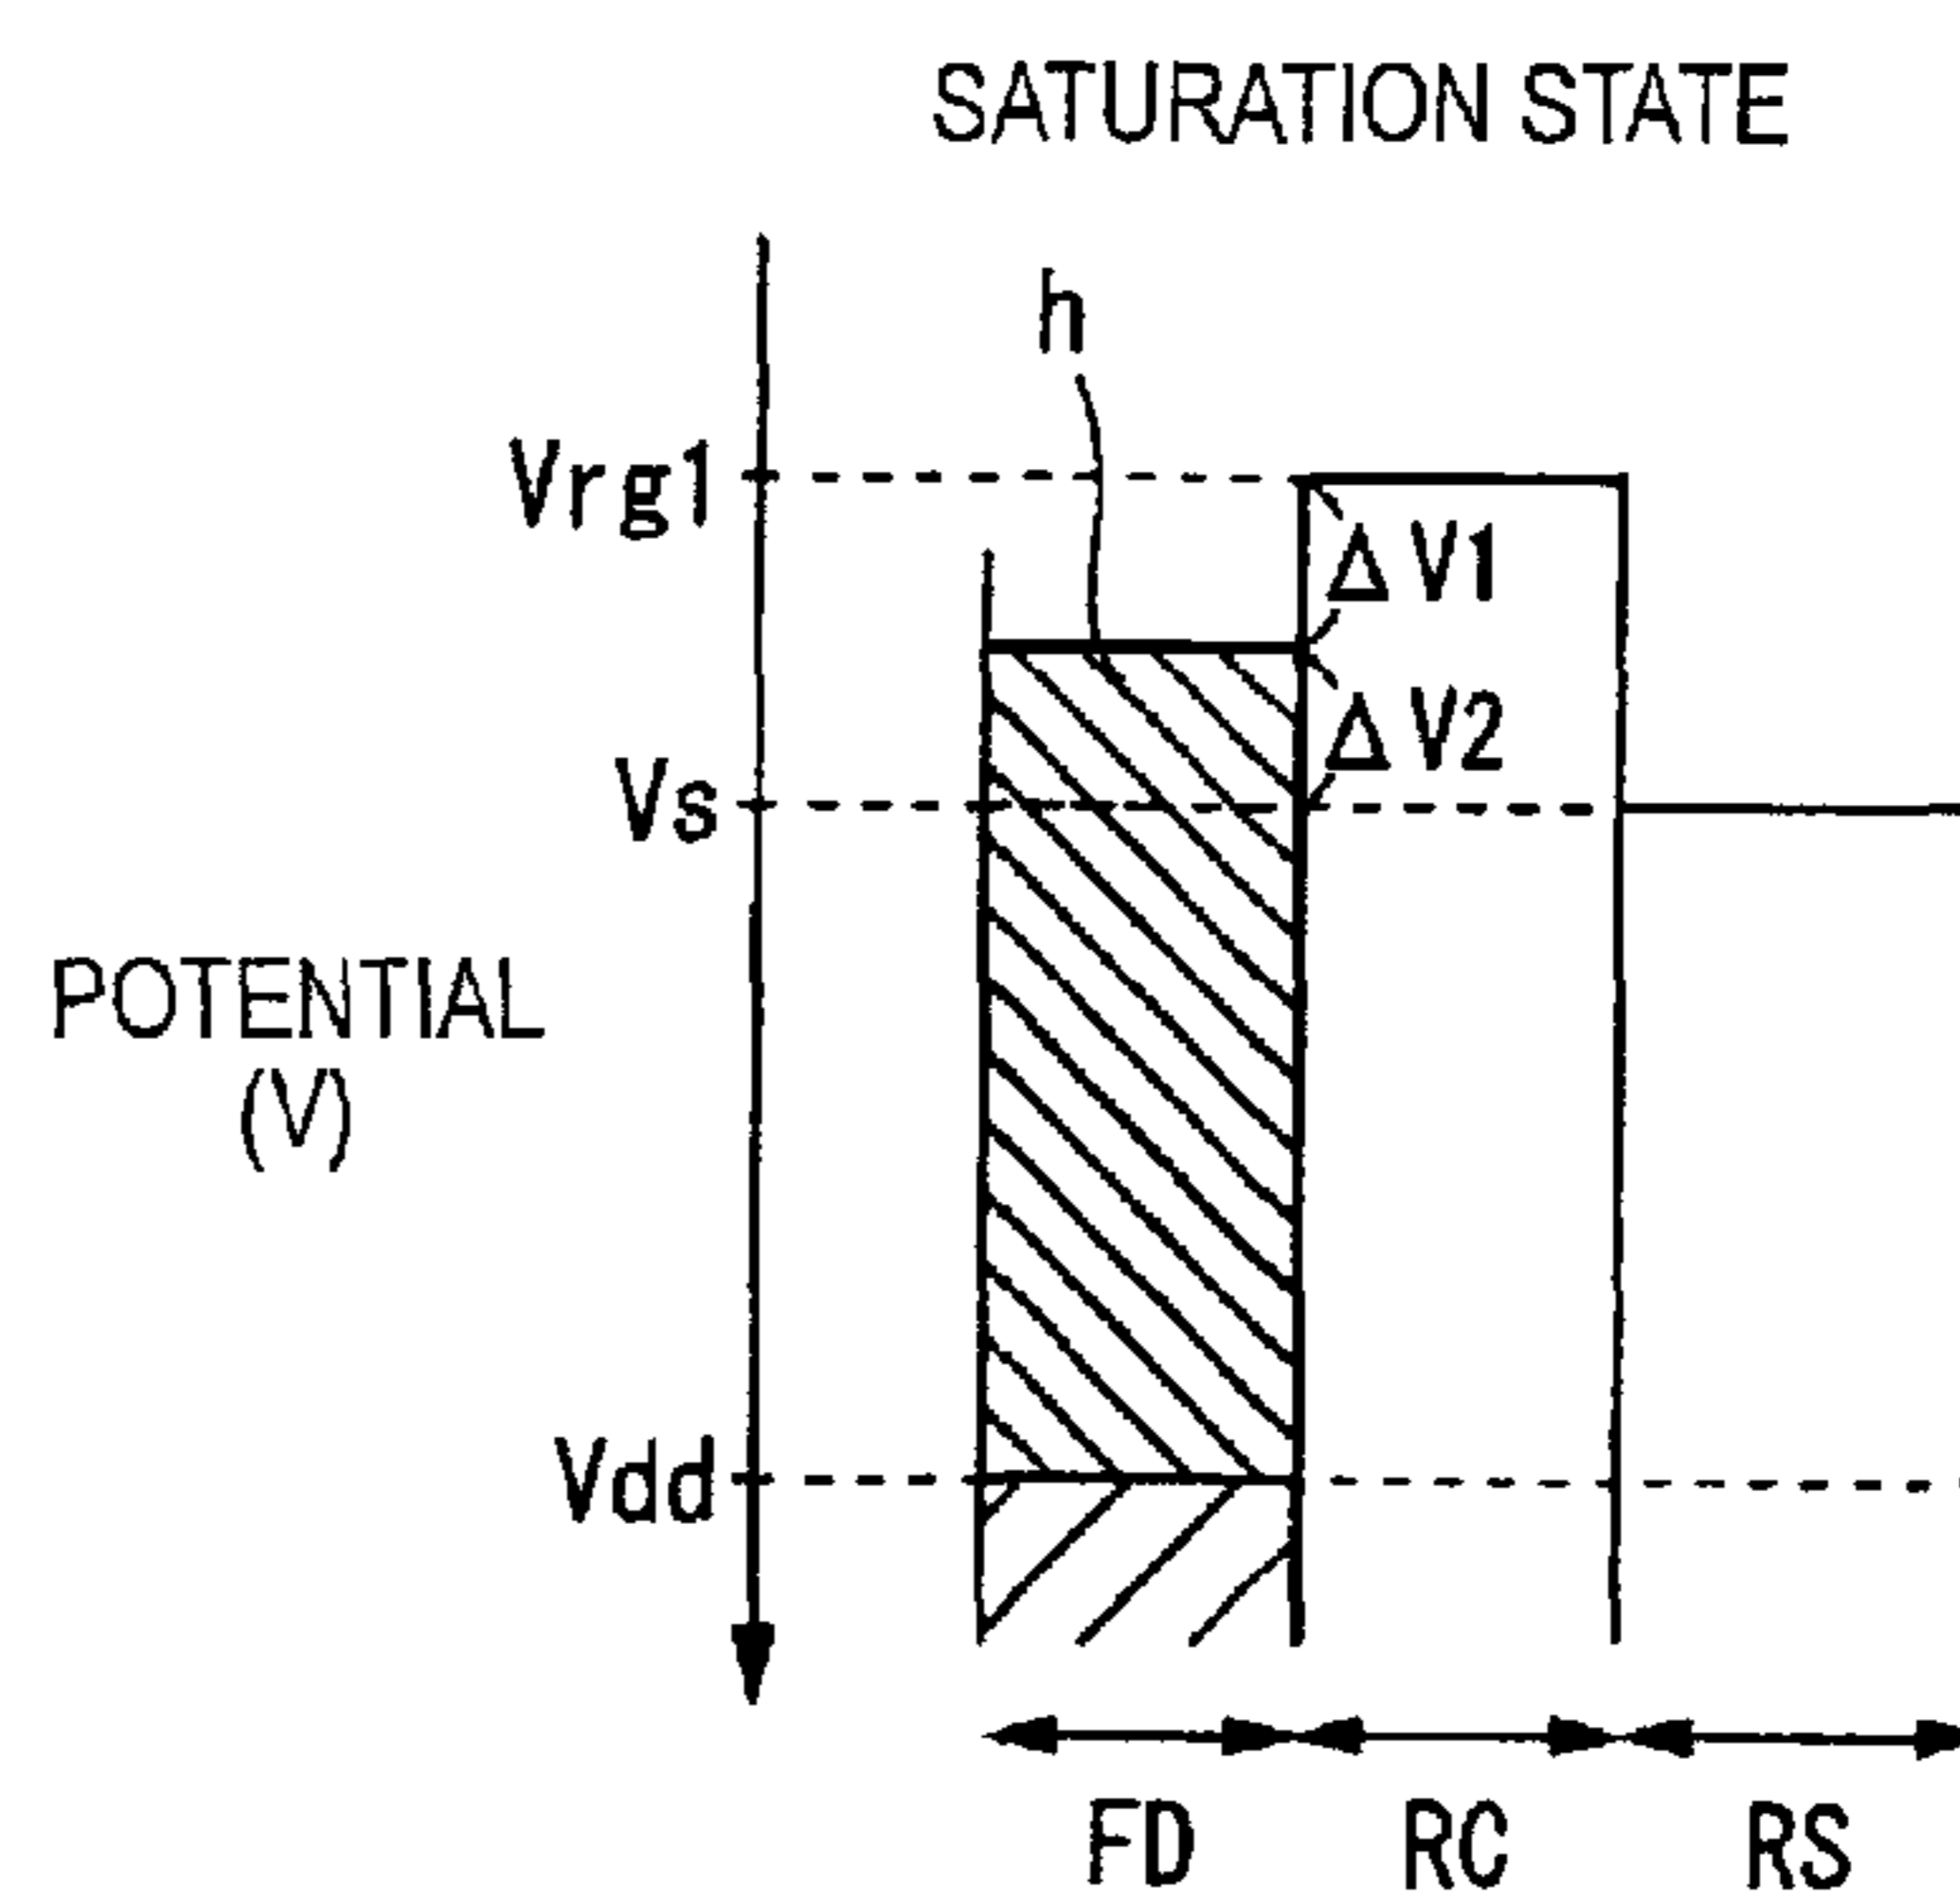 SATURATION STATE
h
Vrg1
ΔV1
ΔV2
Vs
POTENTIAL
(V)
Vdd
FD RC RS